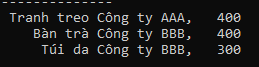 --------------
Tranh treo Công ty AAA,   400
Bàn trà Công ty BBB,   400
Túi da Công ty BBB,   300